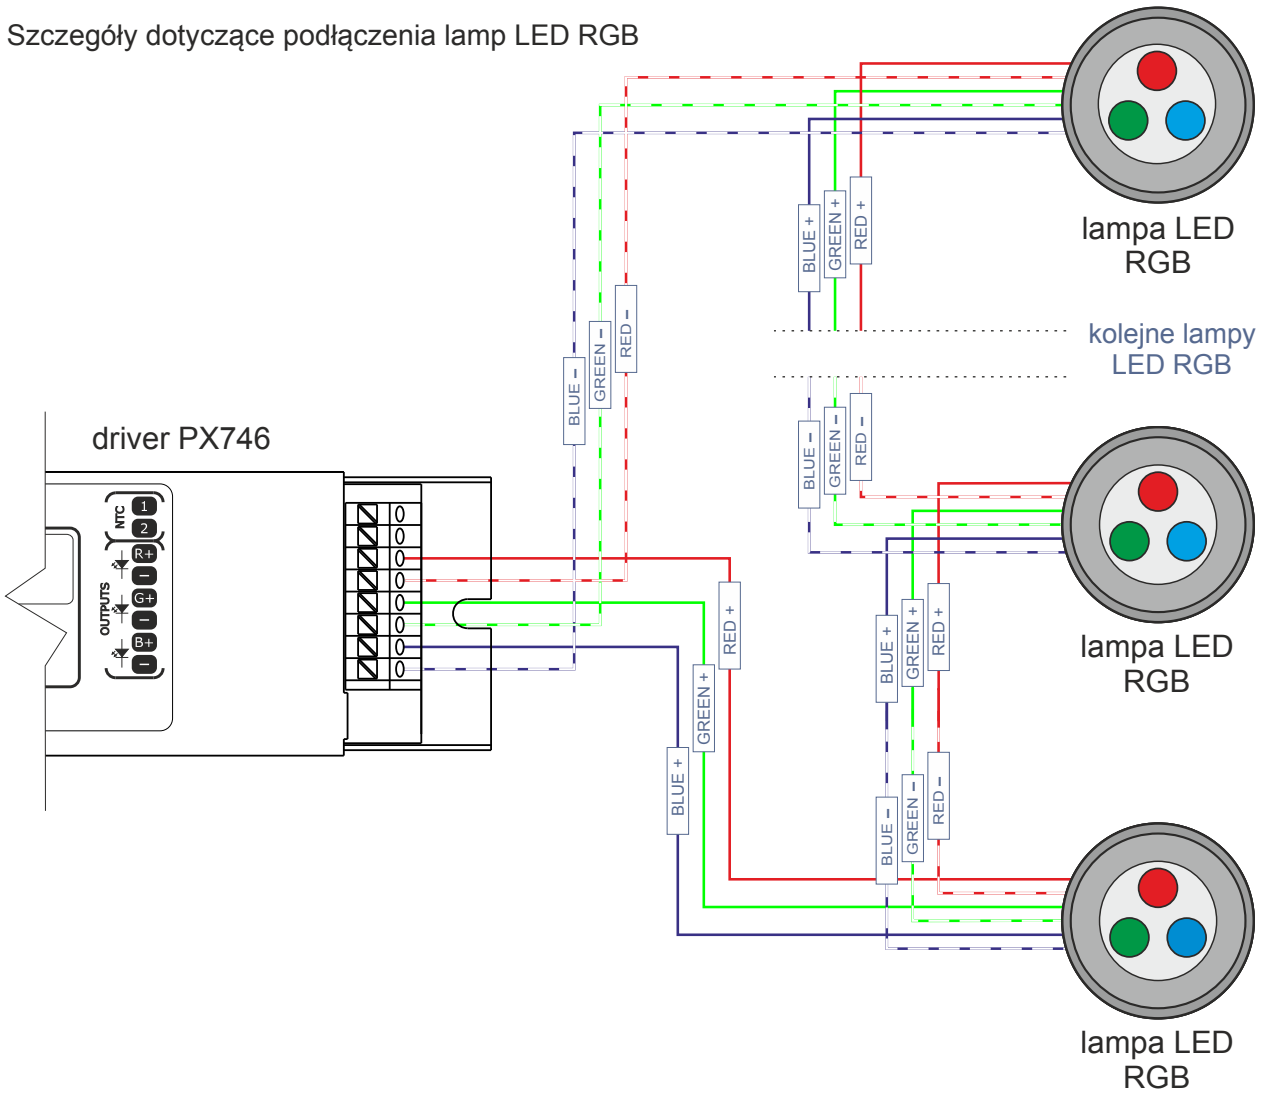 Szczegóły dotyczące podłączenia lamp LED RGB
lampa LED
RGB
BLUE +
GREEN +
RED +
kolejne lampy
LED RGB
BLUE -
GREEN -
RED -
BLUE -
GREEN -
RED -
driver PX746
NTC
1
2
OUTPUTS
R+
-
G+
-
B+
-
RED +
GREEN +
BLUE +
BLUE +
GREEN +
RED +
lampa LED
RGB
BLUE -
GREEN -
RED -
lampa LED
RGB